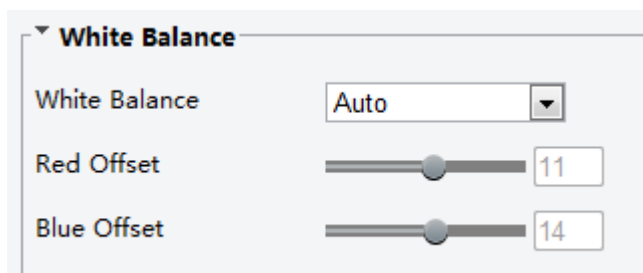 White Balance
White Balance Auto
Red Offset 11
Blue Offset 14